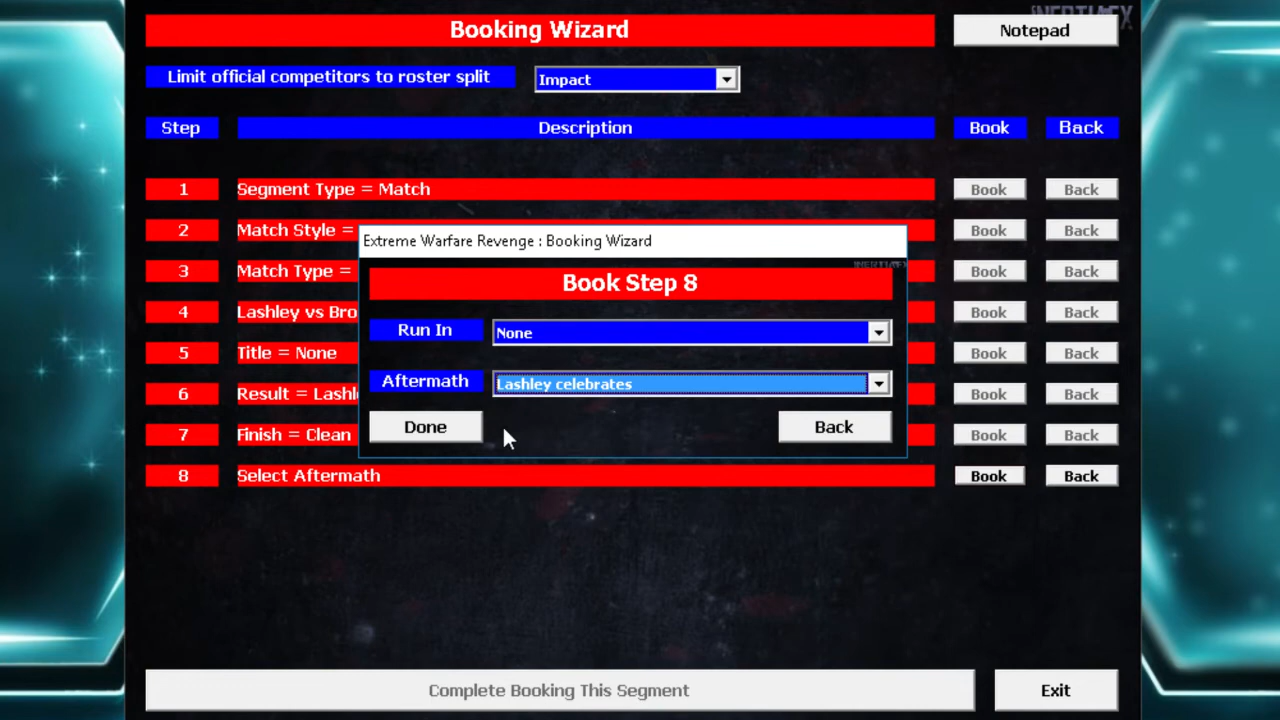 Booking Wizard
Notepad
Limit official competitors to roster split
Impact
Step
Description
Book
Back
1
Segment Type = Match
Book
Back
2
Match Style =
Book
Back
3
Match Type =
Book
Back
4
Lashley vs Bro
Book
Back
5
Title = None
Book
Back
6
Result = Lashl
Book
Back
7
Finish = Clean
Book
Back
8
Select Aftermath
Book
Back
Extreme Warfare Revenge : Booking Wizard
Book Step 8
Run In
None
Aftermath
Lashley celebrates
Done
Back
Complete Booking This Segment
Exit